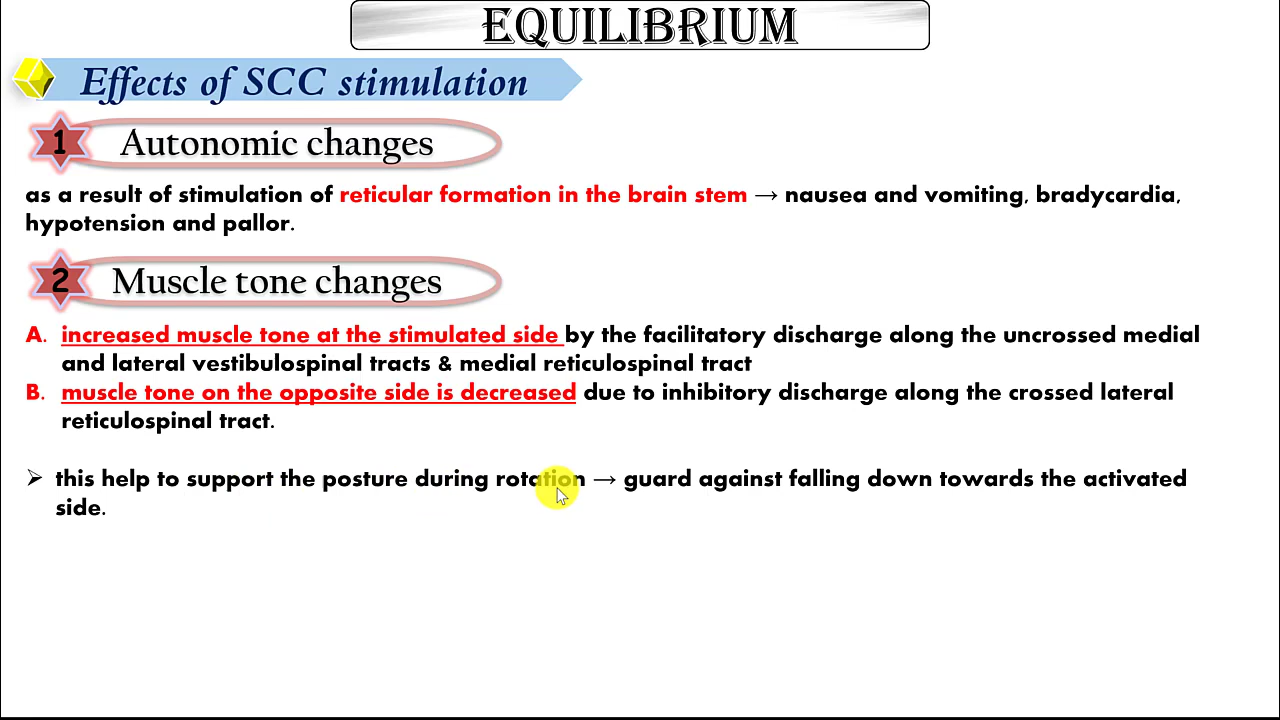 EQUILIBRIUM
Effects of SCC stimulation
1 Autonomic changes
as a result of stimulation of reticular formation in the brain stem → nausea and vomiting, bradycardia,
hypotension and pallor.
2 Muscle tone changes
A. increased muscle tone at the stimulated side by the facilitatory discharge along the uncrossed medial
and lateral vestibulospinal tracts & medial reticulospinal tract
B. muscle tone on the opposite side is decreased due to inhibitory discharge along the crossed lateral
reticulospinal tract.
➢ this help to support the posture during rotation → guard against falling down towards the activated
side.